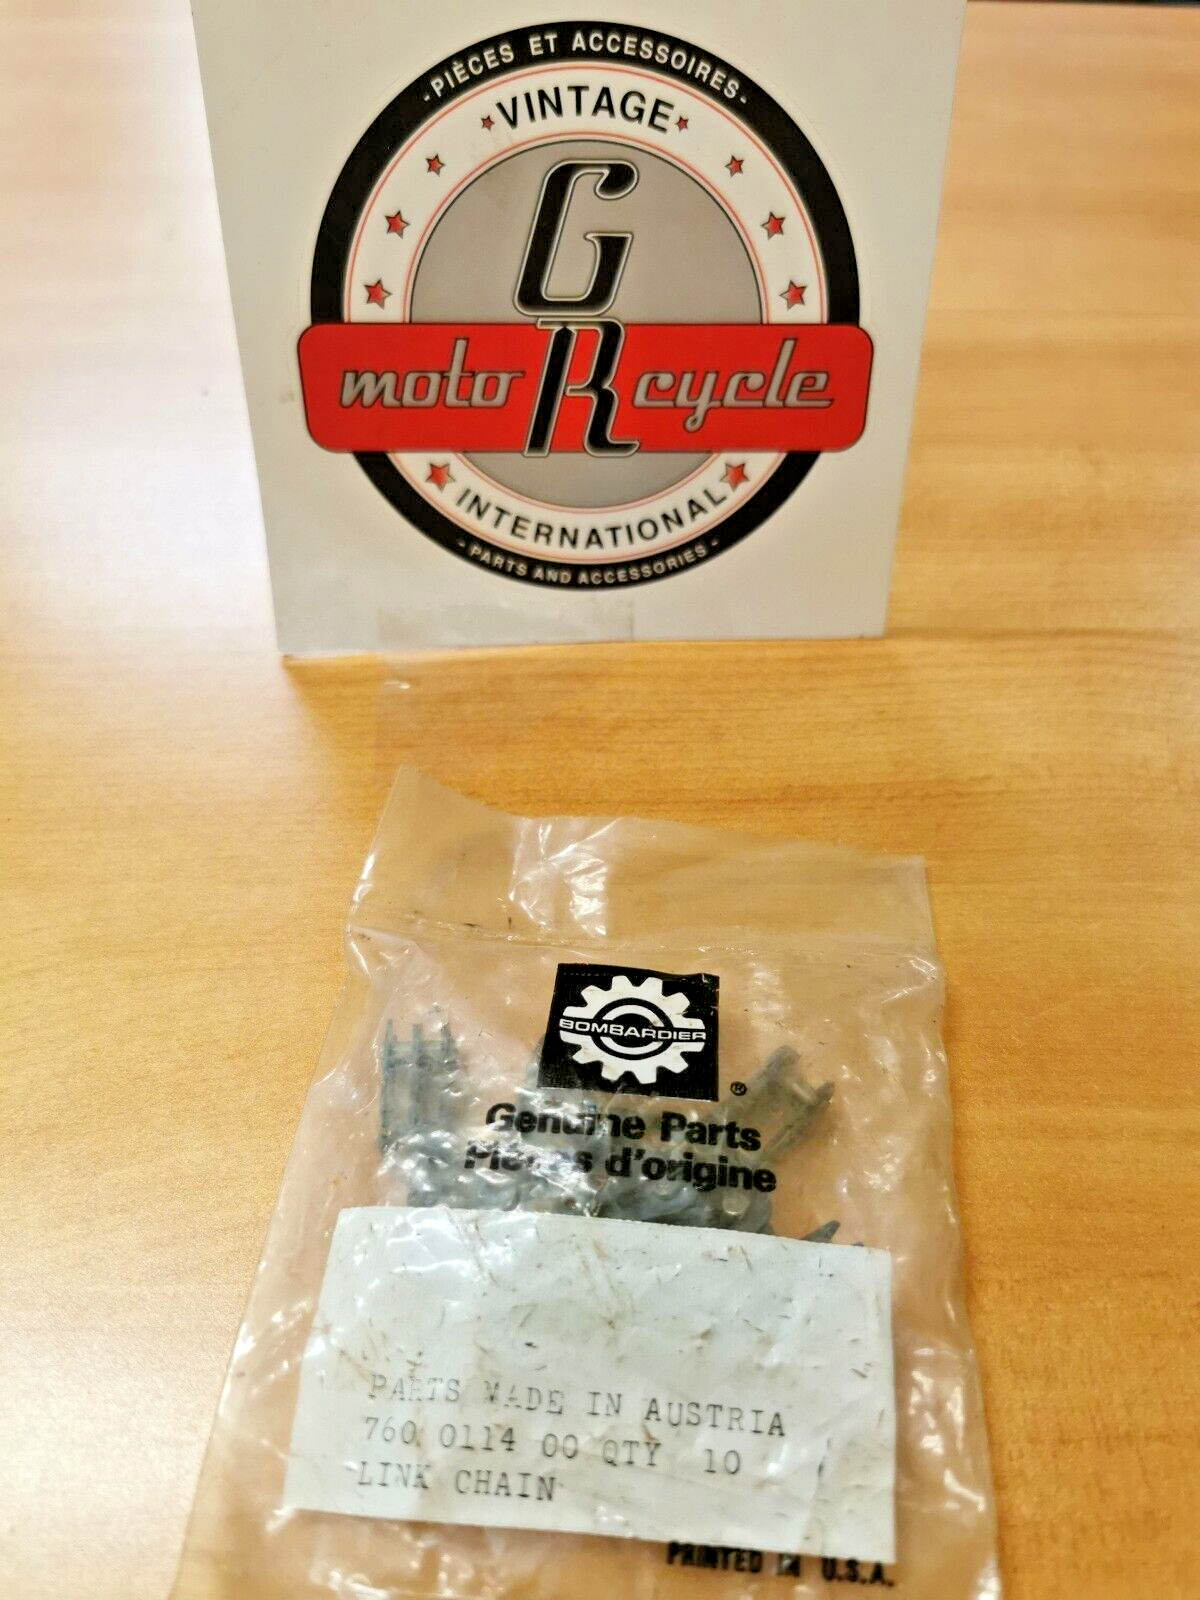 - PIÈCES ET ACCESSOIRES -
VINTAGE
G
moto R cycle
INTERNATIONAL
- PARTS AND ACCESSORIES -
BOMBARDIER
®
Genuine Parts
Pièces d'origine
PARTS MADE IN AUSTRIA
760 0114 00 QTY 10
LINK CHAIN
PRINTED IN U.S.A.